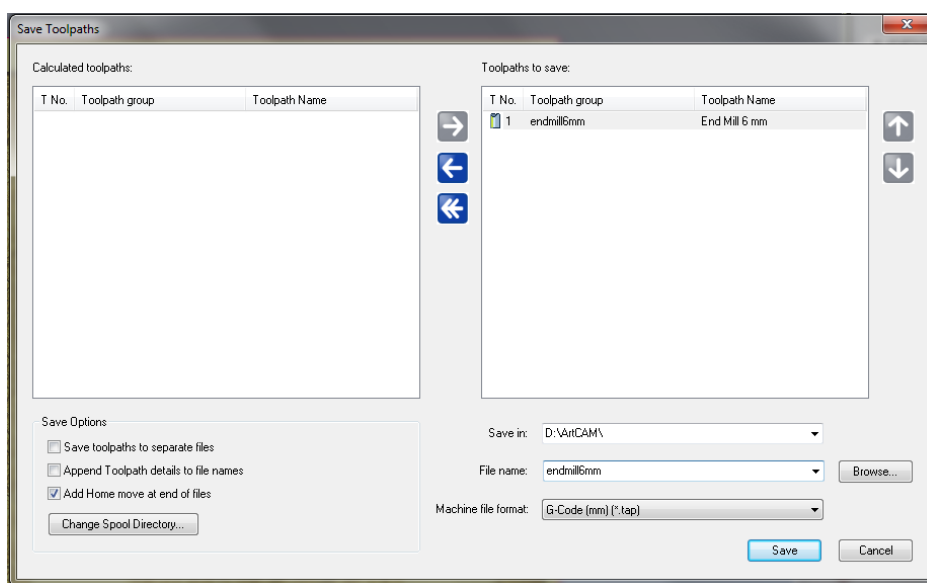 Save Toolpaths
Calculated toolpaths:
T No. Toolpath group Toolpath Name
Toolpaths to save:
T No. Toolpath group Toolpath Name
1 endmill6mm End Mill 6 mm
Save Options
Save toolpaths to separate files
Append Toolpath details to file names
Add Home move at end of files
Change Spool Directory...
Save in: D:\ArtCAM\
File name: endmill6mm Browse...
Machine file format: G-Code (mm) (*.tap)
Save Cancel